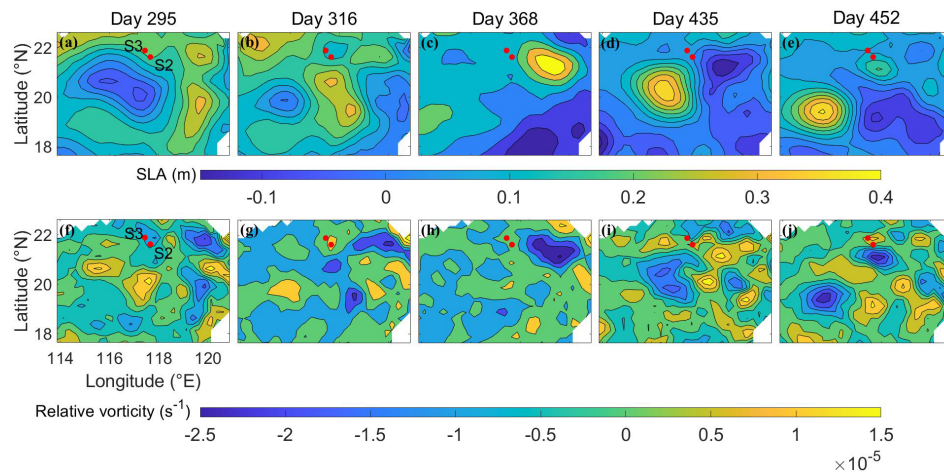 Day 295 Day 316 Day 368 Day 435 Day 452
(a) (b) (c) (d) (e)
S3
S2
22
20
18
Latitude (°N)
SLA (m)
-0.1 0 0.1 0.2 0.3 0.4
(f) (g) (h) (i) (j)
S3
S2
22
20
18
Latitude (°N)
114 116 118 120
Longitude (°E)
Relative vorticity (s⁻¹)
-2.5 -2 -1.5 -1 -0.5 0 0.5 1 1.5
×10⁻⁵